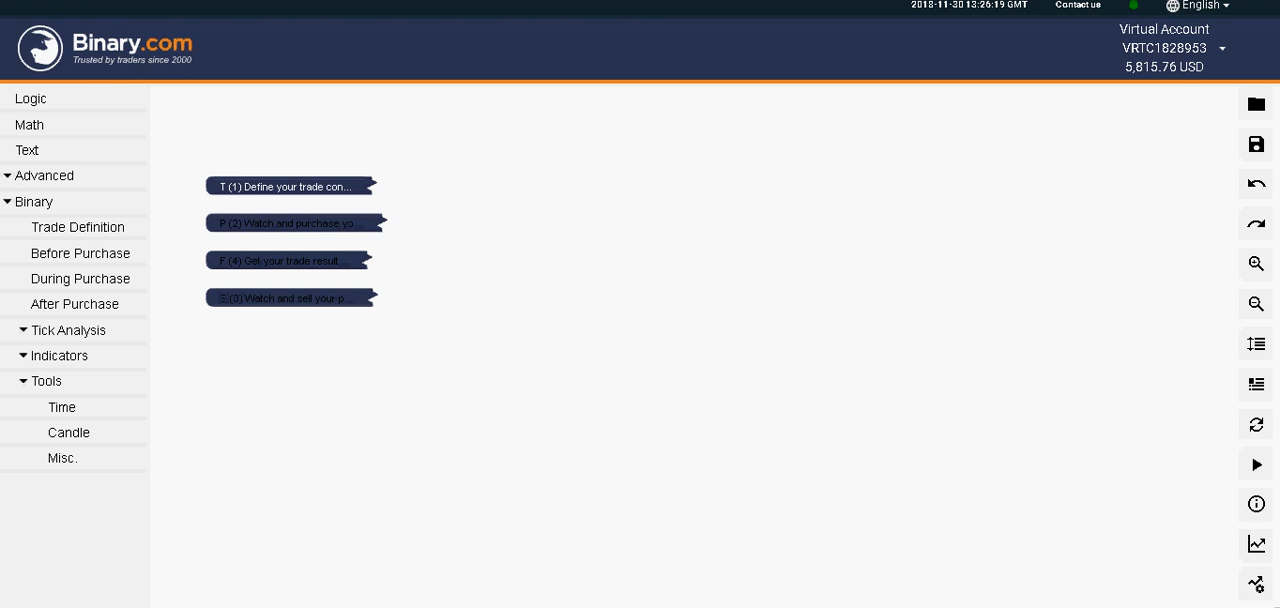 2018-11-30 13:26:19 GMT Contact us English
Binary.com
Trusted by traders since 2000
Virtual Account
VRTC1828953
5,815.76 USD
Logic
Math
Text
Advanced
Binary
Trade Definition
Before Purchase
During Purchase
After Purchase
Tick Analysis
Indicators
Tools
Time
Candle
Misc.
T (1) Define your trade con...
P (2) Watch and purchase yo...
F (4) Get your trade result...
E (3) Watch and sell your p...